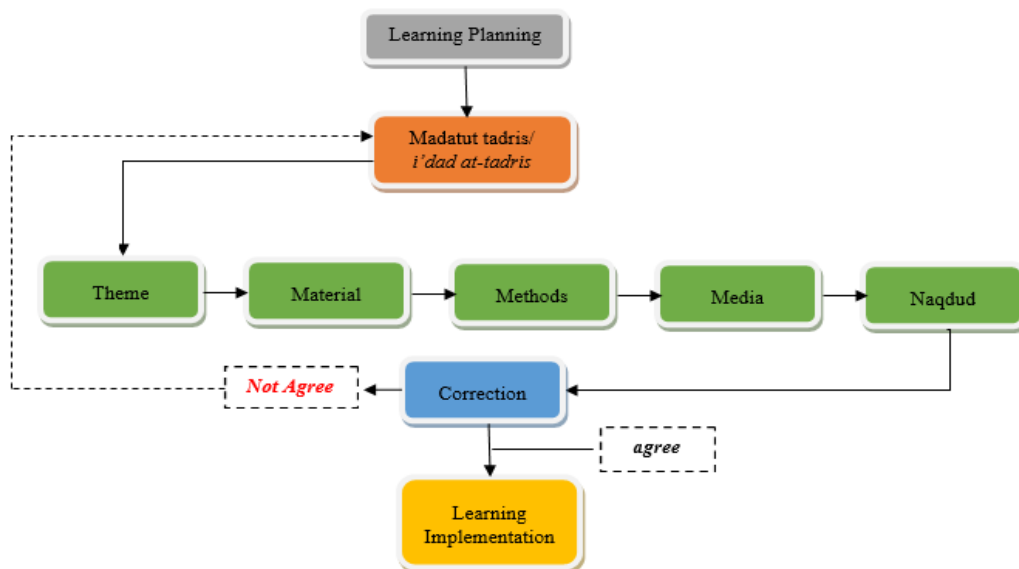 Learning Planning
Madatut tadris/
i'dad at-tadris
Theme
Material
Methods
Media
Naqdud
Not Agree
Correction
agree
Learning
Implementation